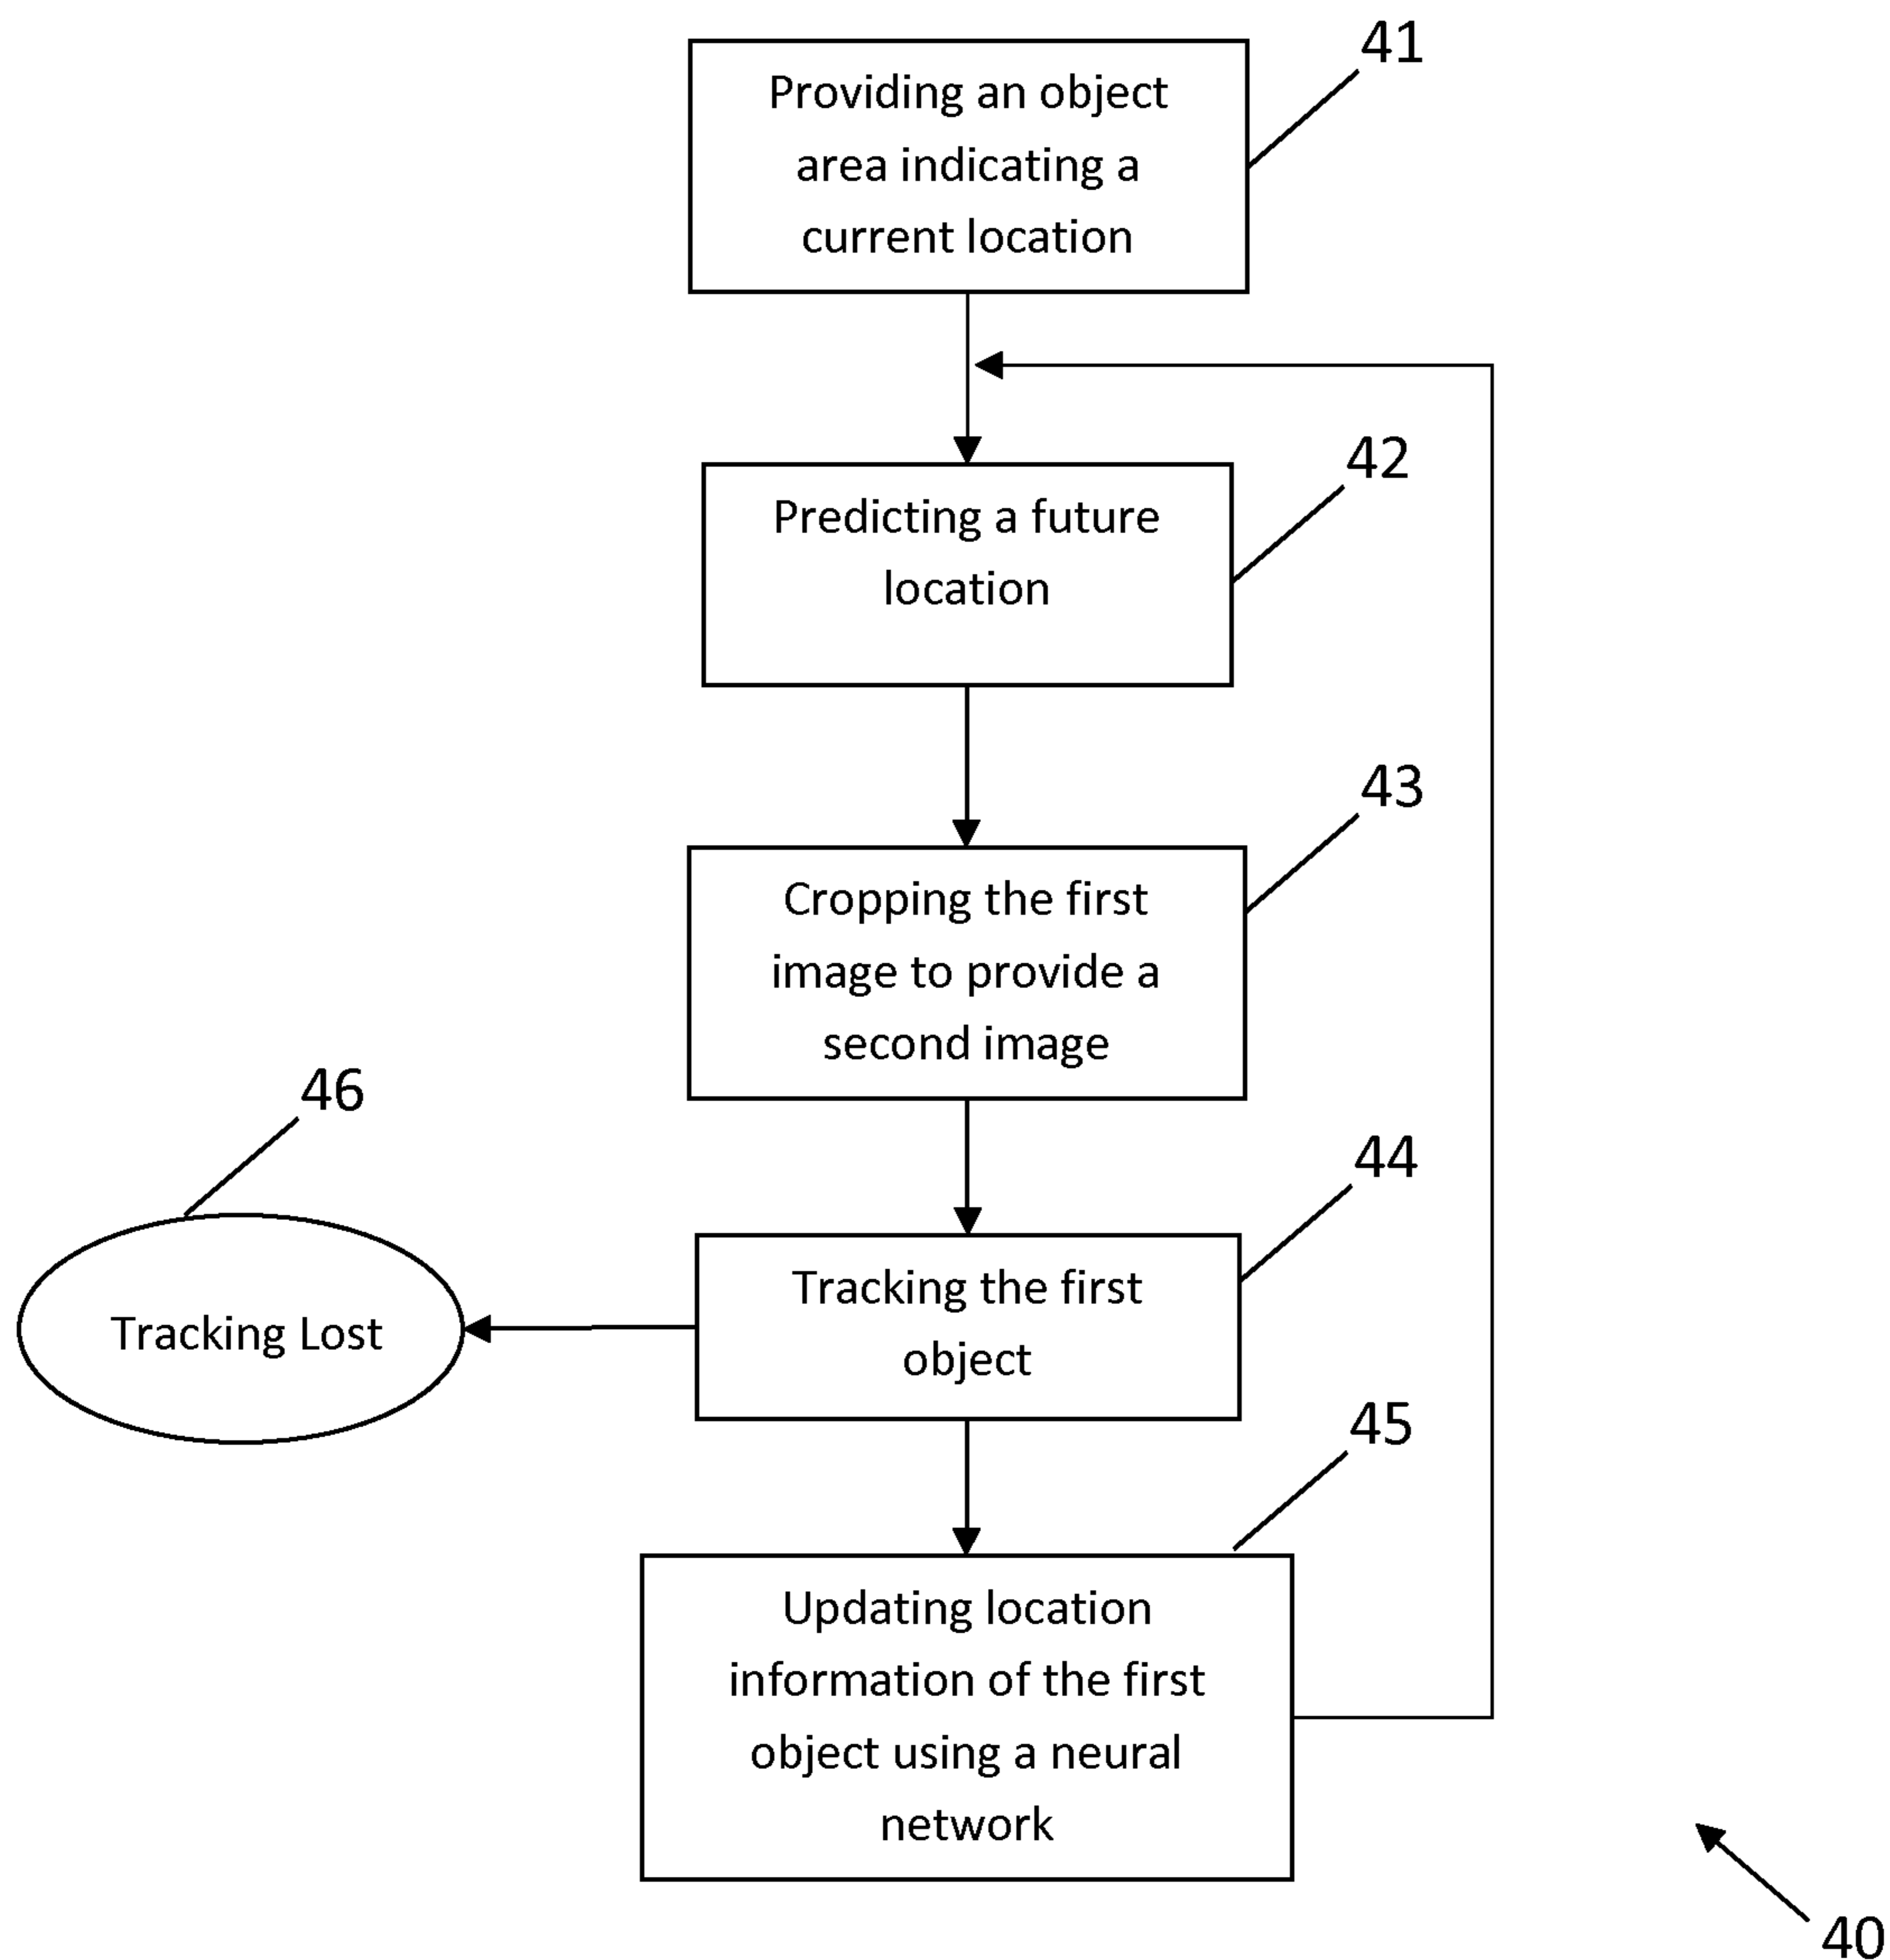 41
Providing an object
area indicating a
current location
42
Predicting a future
location
43
Cropping the first
image to provide a
second image
46
44
Tracking the first
object
Tracking Lost
45
Updating location
information of the first
object using a neural
network
40